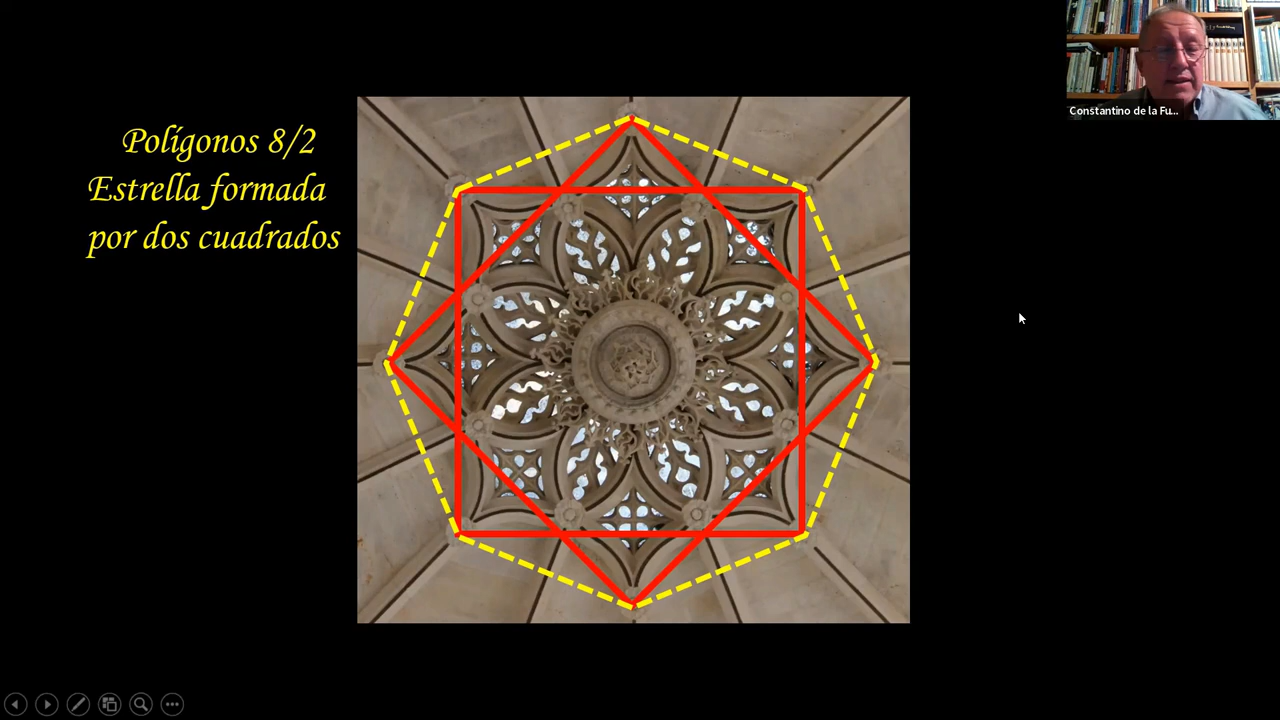 Polígonos 8/2
Estrella formada
por dos cuadrados
Constantino de la Fu...